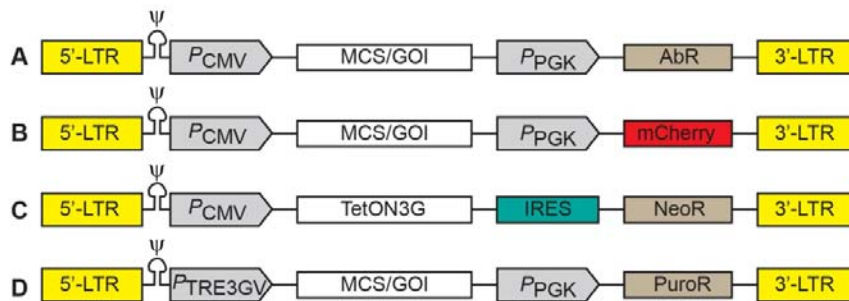 ψ
A 5'-LTR PCMV MCS/GOI PPGK AbR 3'-LTR
ψ
B 5'-LTR PCMV MCS/GOI PPGK mCherry 3'-LTR
ψ
C 5'-LTR PCMV TetON3G IRES NeoR 3'-LTR
ψ
D 5'-LTR PTRE3GV MCS/GOI PPGK PuroR 3'-LTR